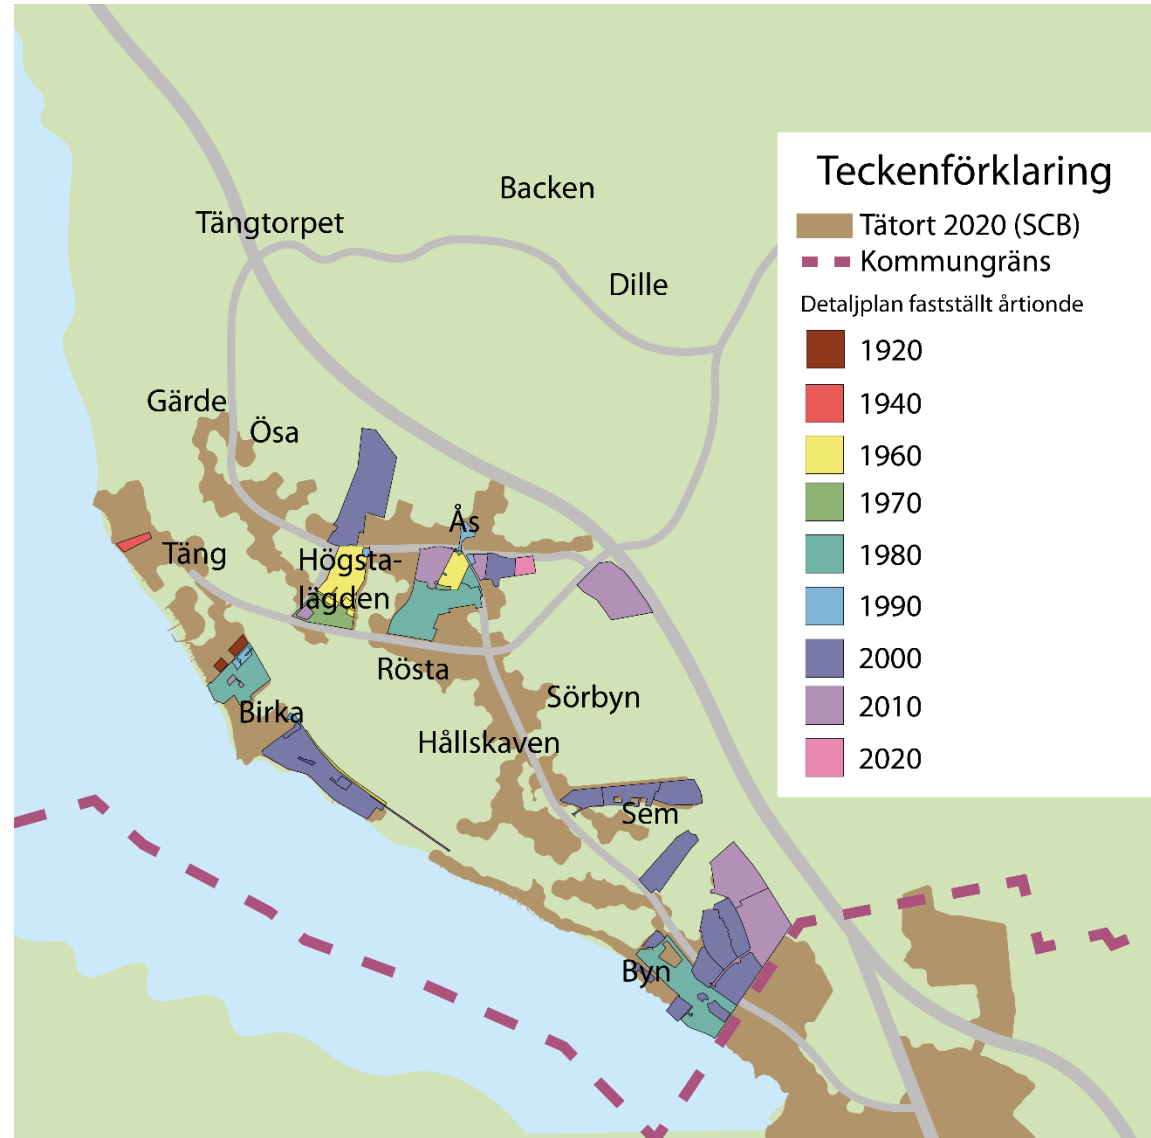 Teckenförklaring
Tätort 2020 (SCB)
Kommungräns
Detaljplan fastställt årtionde
1920
1940
1960
1970
1980
1990
2000
2010
2020
Backen
Tängtorpet
Dille
Gärde
Ösa
Ås
Täng
Högsta-
lägden
Rösta
Sörbyn
Birka
Hållskaven
Sem
Byn